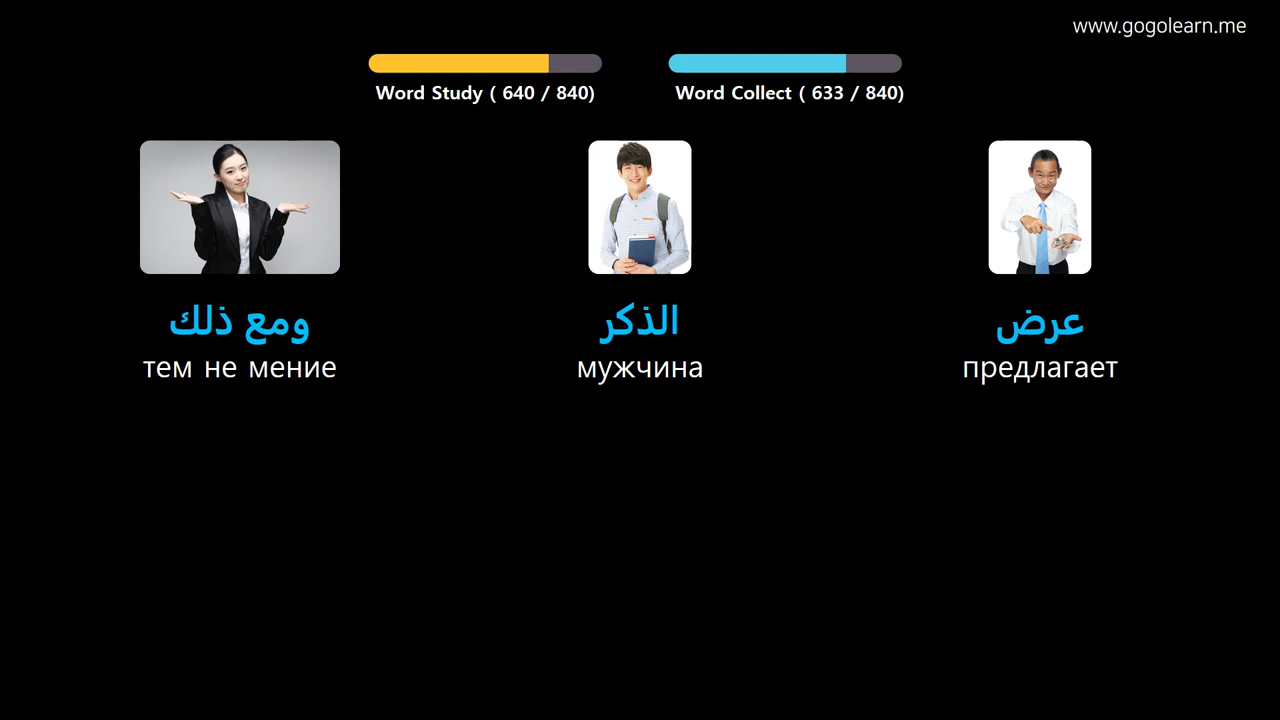 www.gogolearn.me
Word Study ( 640 / 840)
Word Collect ( 633 / 840)
ومع ذلك
тем не мение
الذكر
мужчина
عرض
предлагает